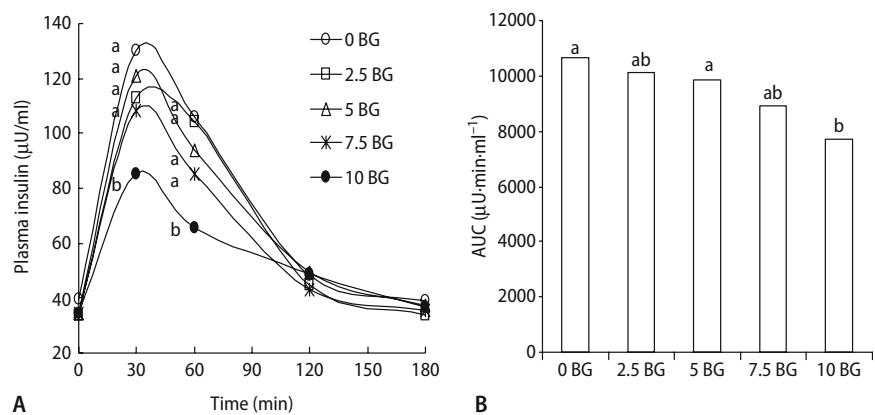 140
120
100
80
60
40
20
Plasma insulin (µU/ml)
a
a
a
a
b
a
a
a
a
b
0 BG
2.5 BG
5 BG
7.5 BG
10 BG
0 30 60 90 120 150 180
Time (min)
A
12000
10000
8000
6000
4000
2000
0
AUC (µU·min·ml⁻¹)
a ab a ab b
0 BG 2.5 BG 5 BG 7.5 BG 10 BG
B